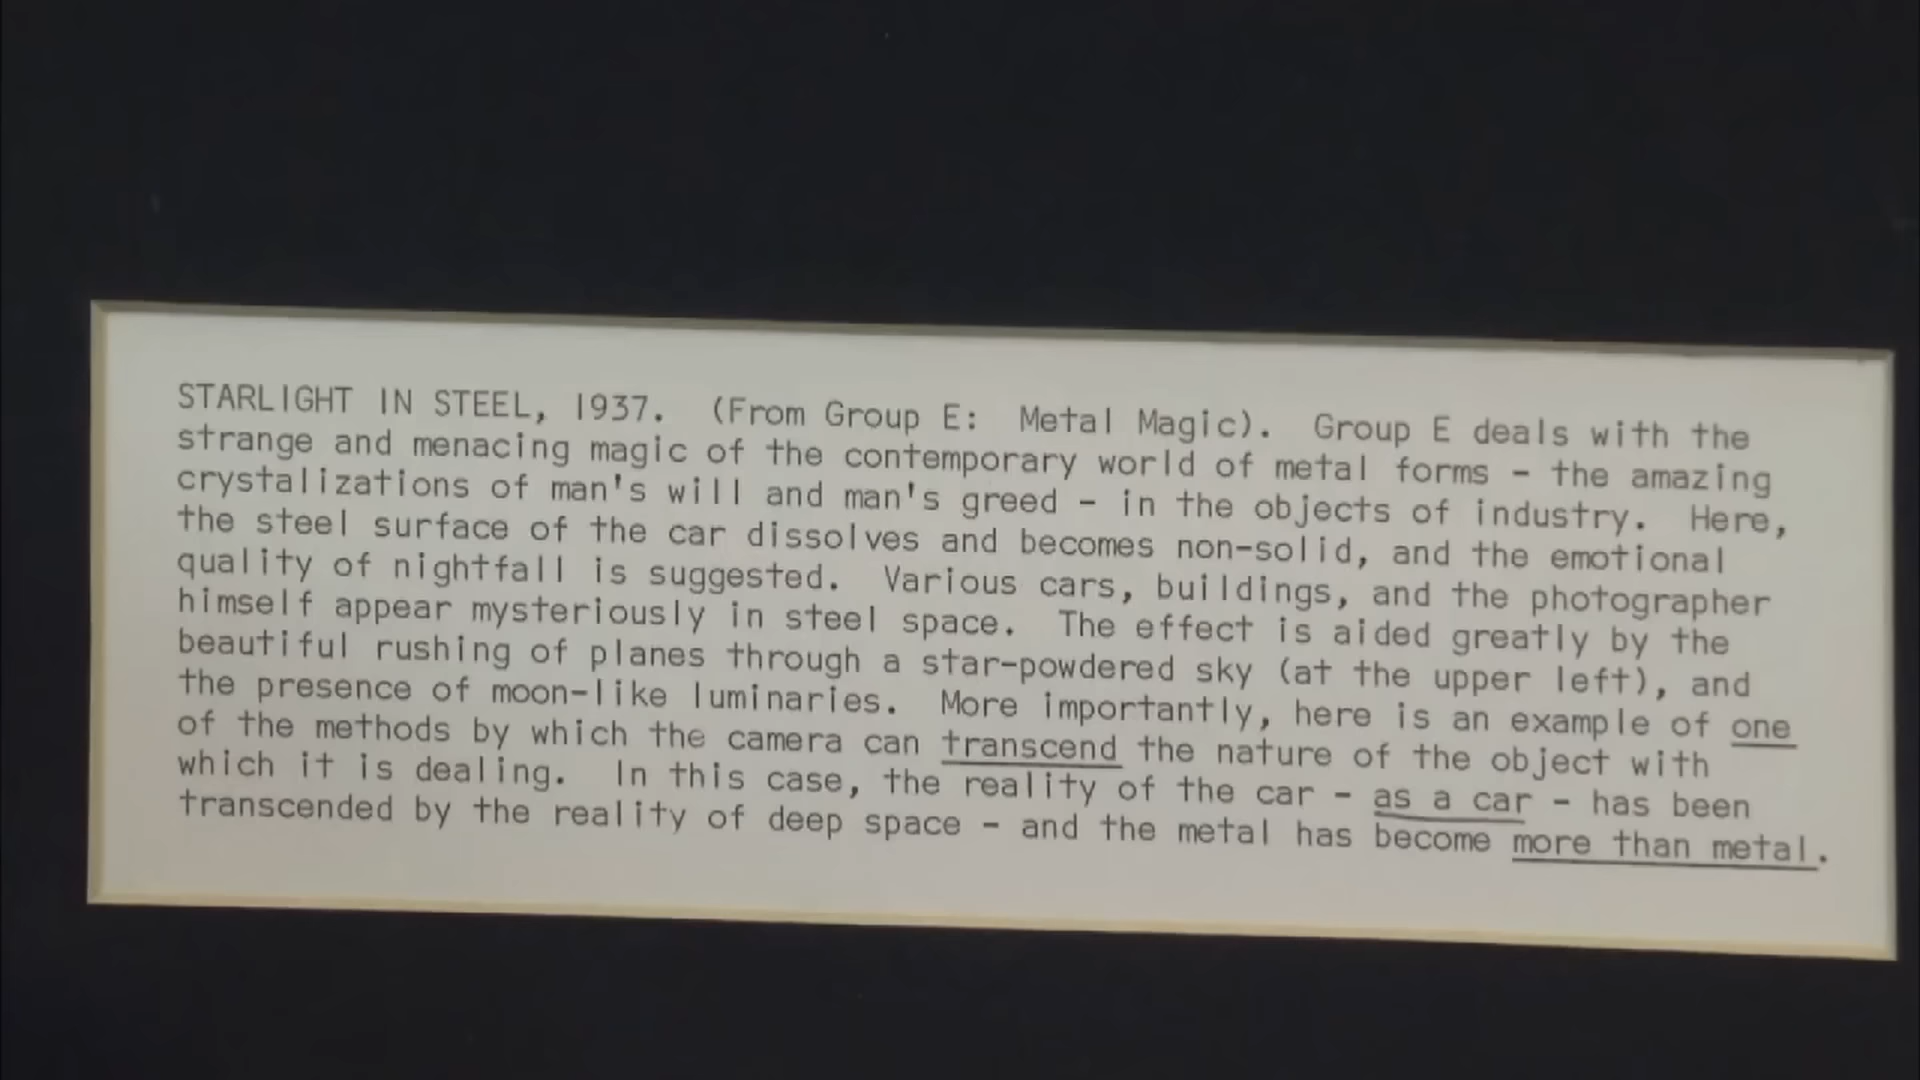 STARLIGHT IN STEEL, 1937.  (From Group E:  Metal Magic).  Group E deals with the
strange and menacing magic of the contemporary world of metal forms - the amazing
crystalizations of man's will and man's greed - in the objects of industry.  Here,
the steel surface of the car dissolves and becomes non-solid, and the emotional
quality of nightfall is suggested.  Various cars, buildings, and the photographer
himself appear mysteriously in steel space.  The effect is aided greatly by the
beautiful rushing of planes through a star-powdered sky (at the upper left), and
the presence of moon-like luminaries.  More importantly, here is an example of one
of the methods by which the camera can transcend the nature of the object with
which it is dealing.  In this case, the reality of the car - as a car - has been
transcended by the reality of deep space - and the metal has become more than metal.